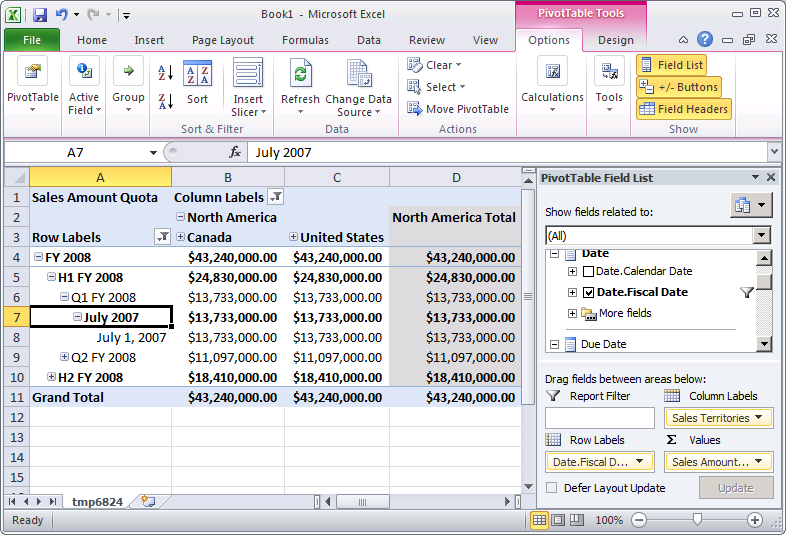 Book1 - Microsoft Excel
PivotTable Tools
File Home Insert Page Layout Formulas Data Review View Options Design
PivotTable
Active
Field
Group
Sort
Insert
Slicer
Refresh
Change Data
Source
Clear
Select
Move PivotTable
Calculations
Tools
Field List
+/- Buttons
Field Headers
Sort & Filter
Data
Actions
Show
A7
fx
July 2007
A B C D
1 Sales Amount Quota Column Labels
2 North America North America Total
3 Row Labels Canada United States
4 FY 2008 $43,240,000.00 $43,240,000.00 $43,240,000.00
5 H1 FY 2008 $24,830,000.00 $24,830,000.00 $24,830,000.00
6 Q1 FY 2008 $13,733,000.00 $13,733,000.00 $13,733,000.00
7 July 2007 $13,733,000.00 $13,733,000.00 $13,733,000.00
8 July 1, 2007 $13,733,000.00 $13,733,000.00 $13,733,000.00
9 Q2 FY 2008 $11,097,000.00 $11,097,000.00 $11,097,000.00
10 H2 FY 2008 $18,410,000.00 $18,410,000.00 $18,410,000.00
11 Grand Total $43,240,000.00 $43,240,000.00 $43,240,000.00
12
13
14
15
tmp6824
Ready
100%
PivotTable Field List
Show fields related to:
(All)
Date
Date.Calendar Date
Date.Fiscal Date
More fields
Due Date
Drag fields between areas below:
Report Filter
Column Labels
Sales Territories
Row Labels
Σ Values
Date.Fiscal D...
Sales Amount...
Defer Layout Update
Update